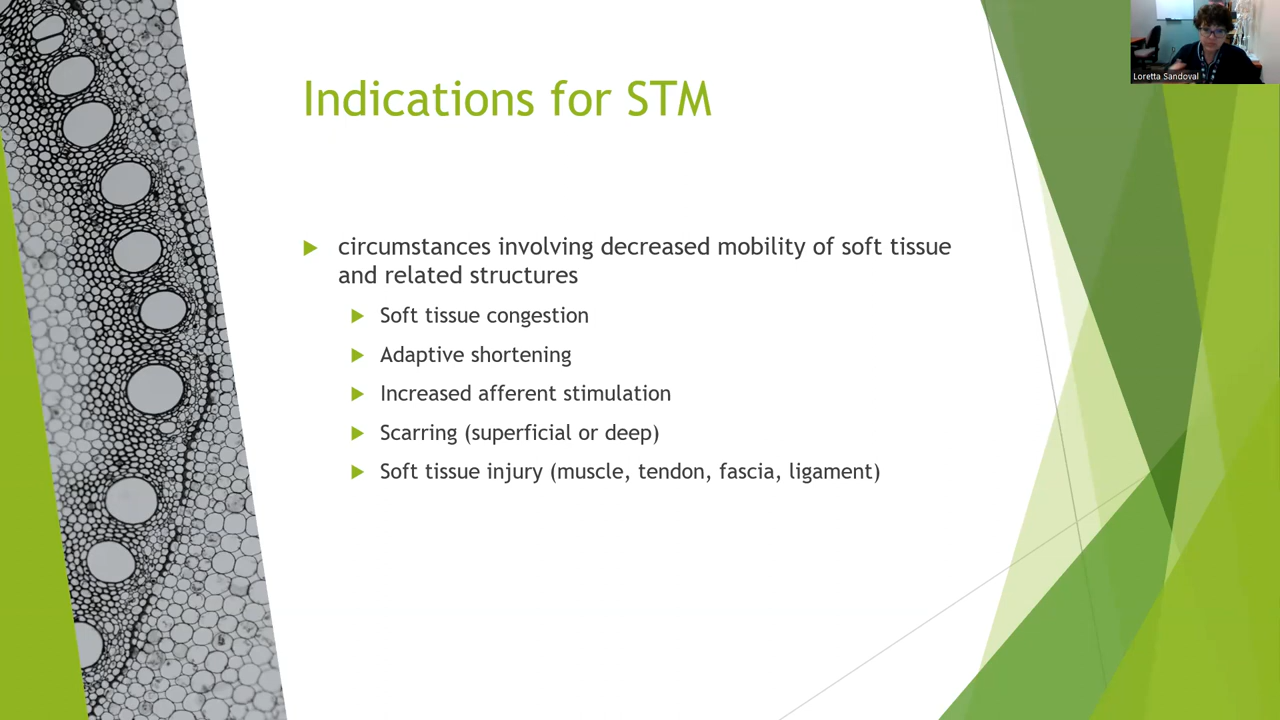 Loretta Sandoval
Indications for STM
circumstances involving decreased mobility of soft tissue
and related structures
Soft tissue congestion
Adaptive shortening
Increased afferent stimulation
Scarring (superficial or deep)
Soft tissue injury (muscle, tendon, fascia, ligament)